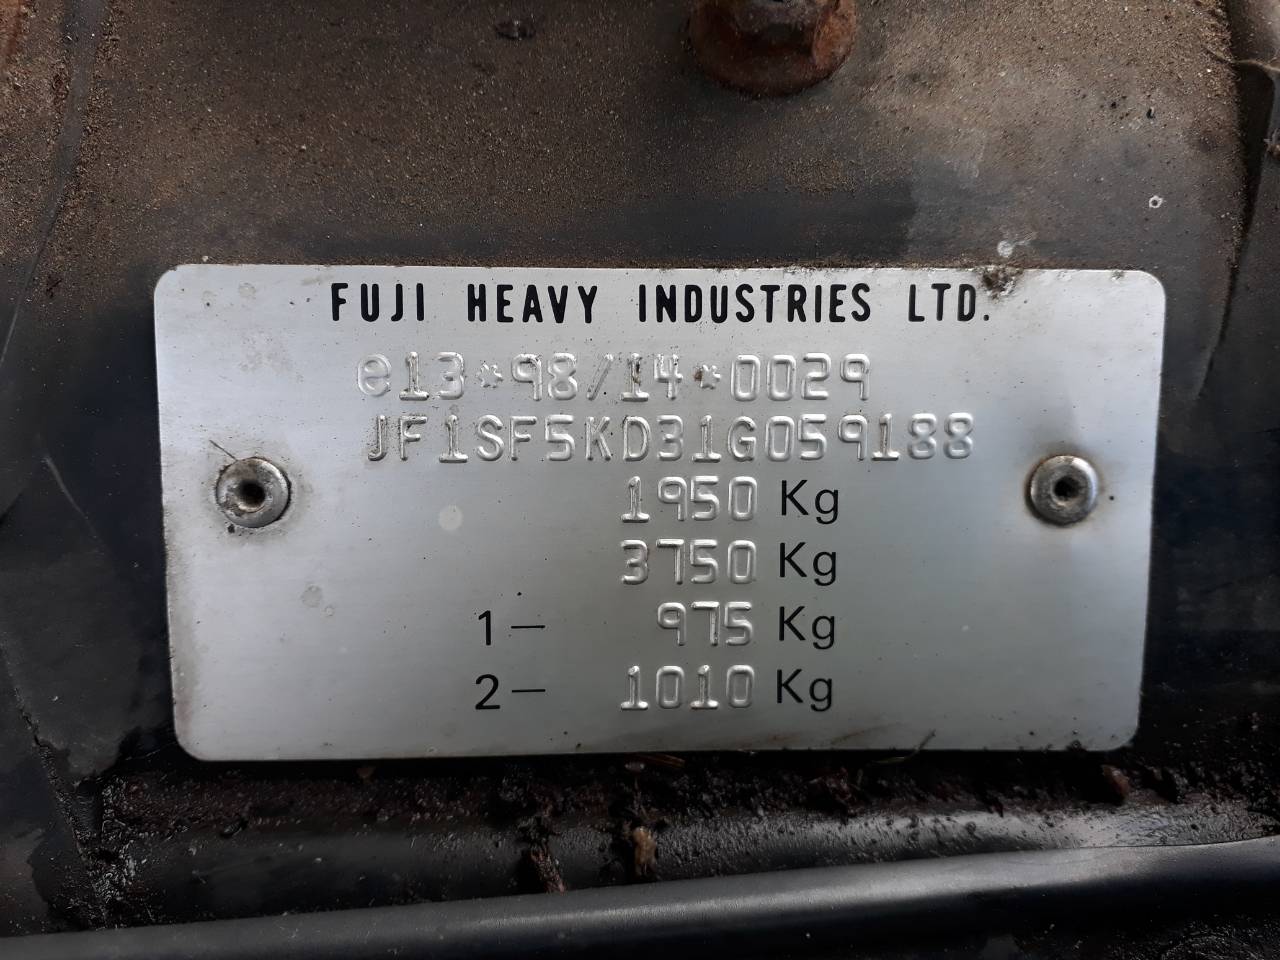 FUJI HEAVY INDUSTRIES LTD.
e13*98/14*0029
JF1SF5KD31G059188
1950 Kg
3750 Kg
1- 975 Kg
2- 1010 Kg